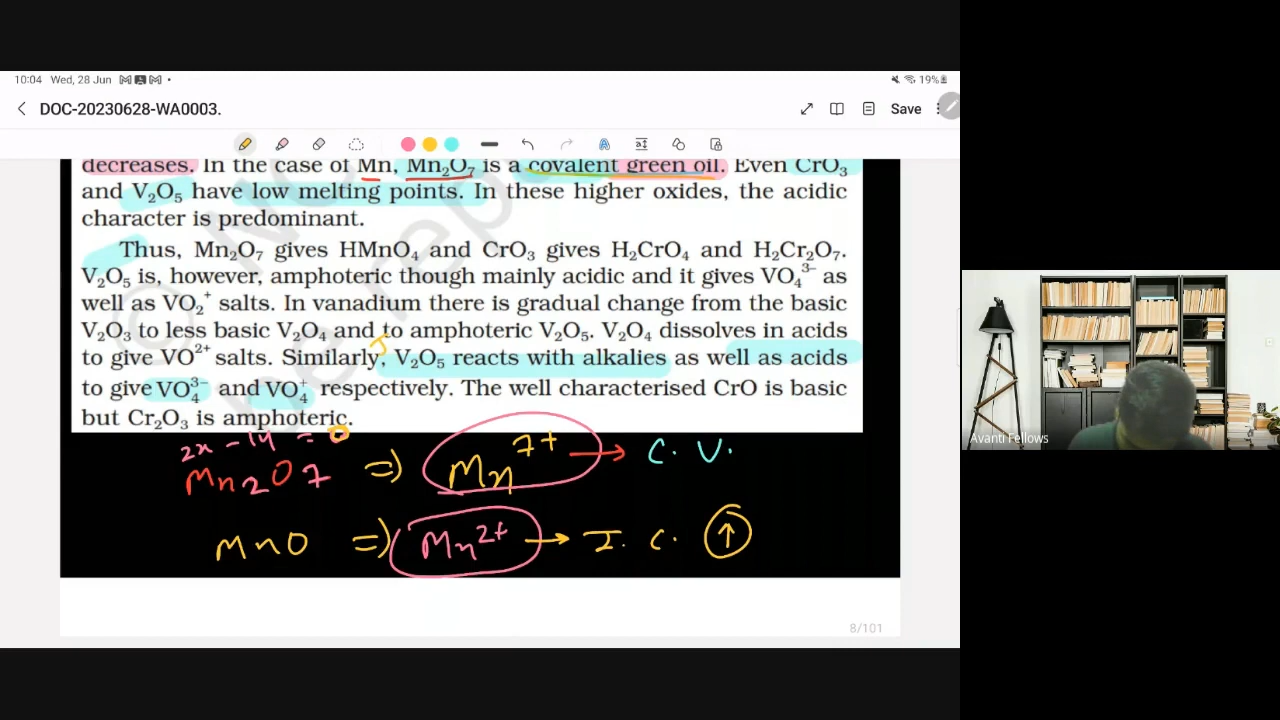 10:04 Wed, 28 Jun 19%
DOC-20230628-WA0003. Save
decreases. In the case of Mn, Mn₂O₇ is a covalent green oil. Even CrO₃
and V₂O₅ have low melting points. In these higher oxides, the acidic
character is predominant.
Thus, Mn₂O₇ gives HMnO₄ and CrO₃ gives H₂CrO₄ and H₂Cr₂O₇.
V₂O₅ is, however, amphoteric though mainly acidic and it gives VO₄³⁻ as
well as VO₂⁺ salts. In vanadium there is gradual change from the basic
V₂O₃ to less basic V₂O₄ and to amphoteric V₂O₅. V₂O₄ dissolves in acids
to give VO²⁺ salts. Similarly, V₂O₅ reacts with alkalies as well as acids
to give VO₄³⁻ and VO₄⁺ respectively. The well characterised CrO is basic
but Cr₂O₃ is amphoteric.
2x - 14 = 0
Mn2O7 ⇒ Mn⁷⁺ → C. V.
MnO ⇒ Mn²⁺ → I. C. ↑
8/101
Avanti Fellows